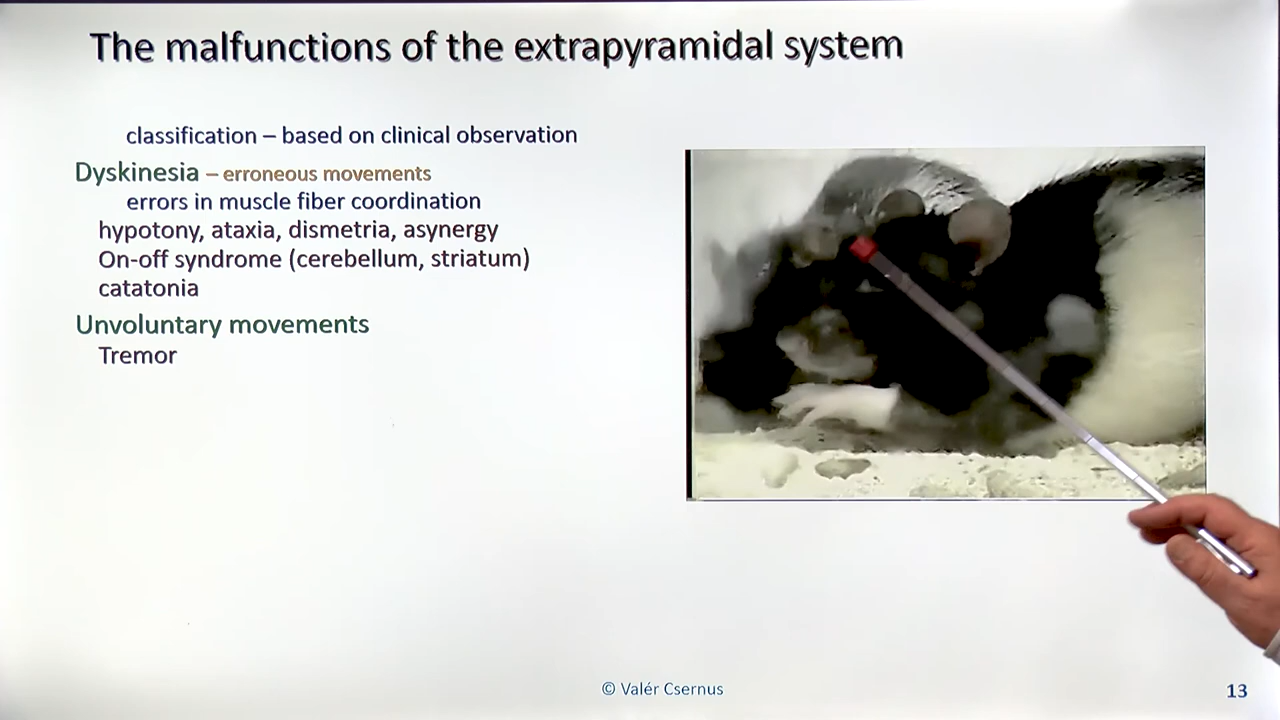 The malfunctions of the extrapyramidal system
classification – based on clinical observation
Dyskinesia – erroneous movements
errors in muscle fiber coordination
hypotony, ataxia, dismetria, asynergy
On-off syndrome (cerebellum, striatum)
catatonia
Unvoluntary movements
Tremor
© Valér Csernus
13